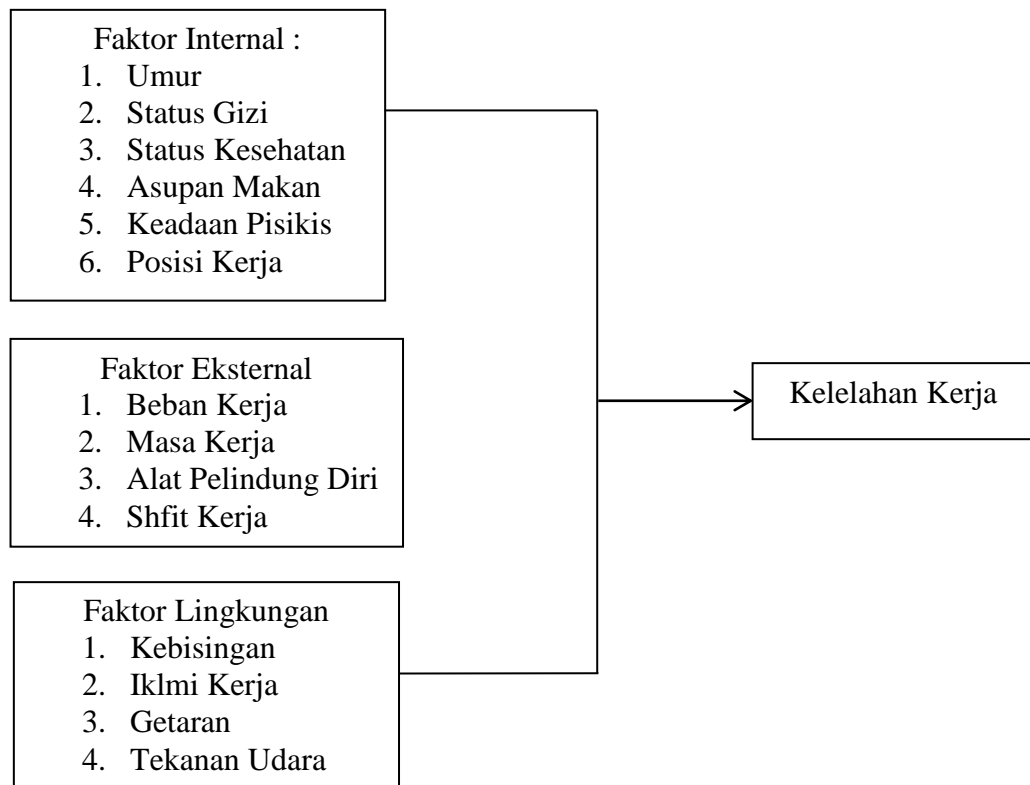 Faktor Internal :
1. Umur
2. Status Gizi
3. Status Kesehatan
4. Asupan Makan
5. Keadaan Pisikis
6. Posisi Kerja
Faktor Eksternal
1. Beban Kerja
2. Masa Kerja
3. Alat Pelindung Diri
4. Shfit Kerja
Faktor Lingkungan
1. Kebisingan
2. Iklmi Kerja
3. Getaran
4. Tekanan Udara
Kelelahan Kerja